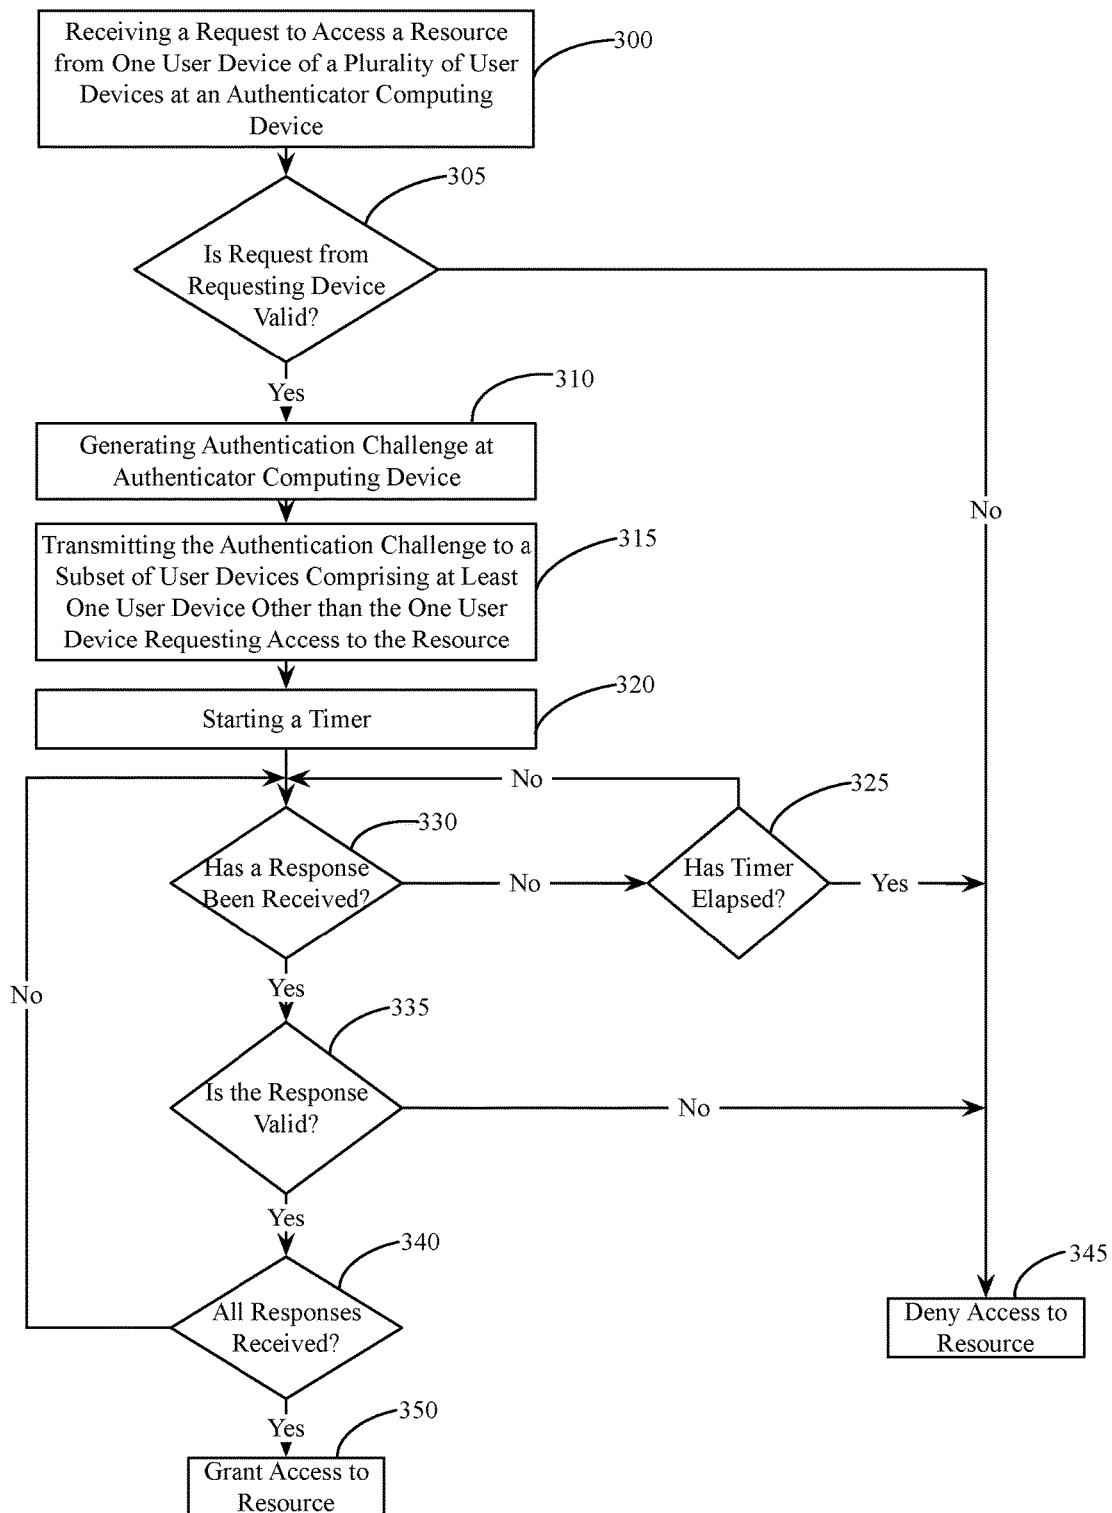 Receiving a Request to Access a Resource
from One User Device of a Plurality of User
Devices at an Authenticator Computing
Device
300
305
Is Request from
Requesting Device
Valid?
Yes
310
Generating Authentication Challenge at
Authenticator Computing Device
No
Transmitting the Authentication Challenge to a
Subset of User Devices Comprising at Least
One User Device Other than the One User
Device Requesting Access to the Resource
315
320
Starting a Timer
No
325
330
Has a Response
Been Received?
No
Has Timer
Elapsed?
Yes
Yes
No
335
Is the Response
Valid?
No
Yes
340
All Responses
Received?
345
Deny Access to
Resource
Yes
350
Grant Access to
Resource